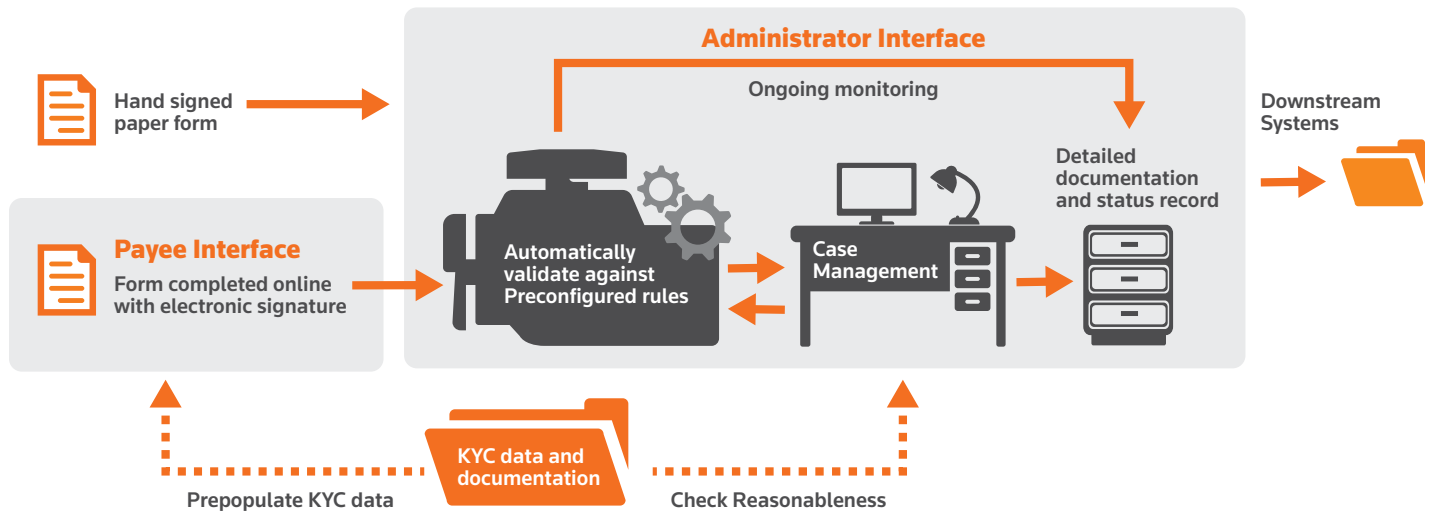 Administrator Interface
Ongoing monitoring
Hand signed
paper form
Downstream
Systems
Detailed
documentation
and status record
Payee Interface
Form completed online
with electronic signature
Automatically
validate against
Preconfigured rules
Case
Management
KYC data and
documentation
Prepopulate KYC data
Check Reasonableness